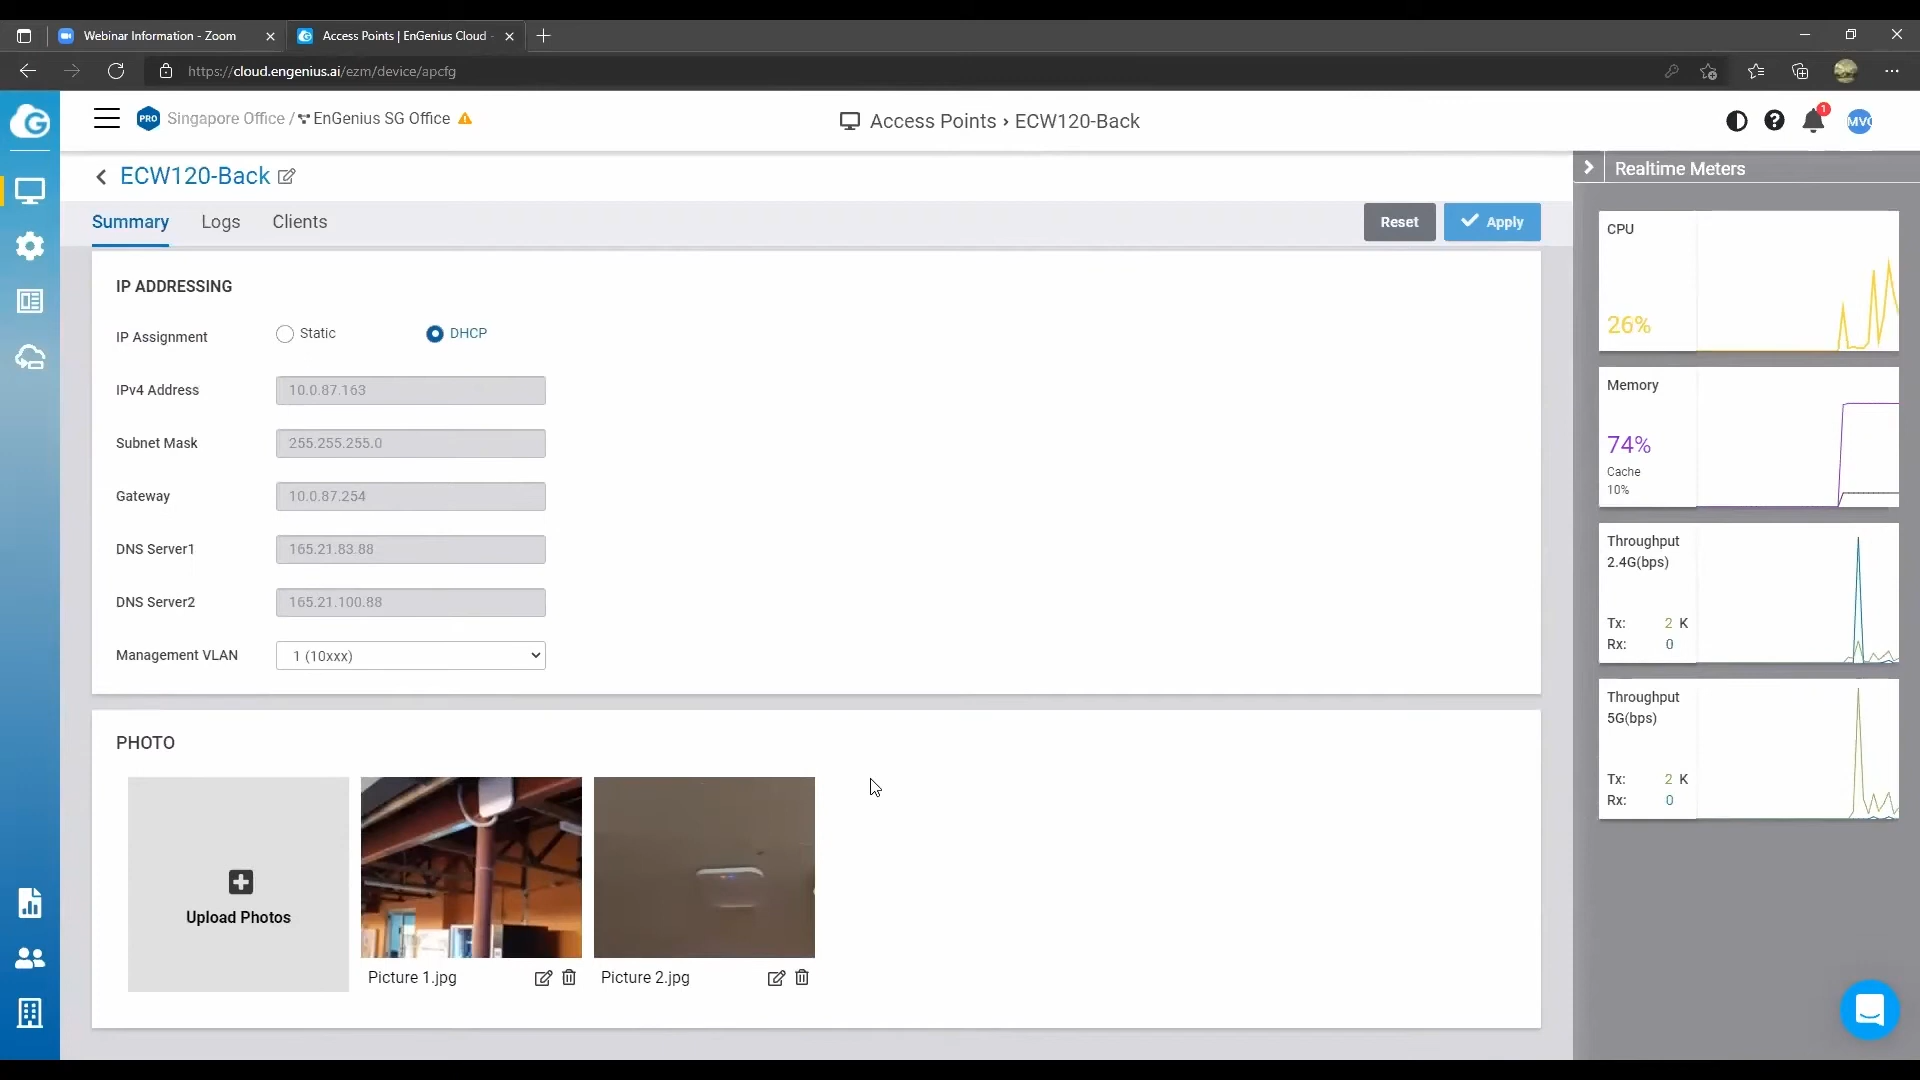 Webinar Information - Zoom
Access Points | EnGenius Cloud -
https://cloud.engenius.ai/ezm/device/apcfg
PRO Singapore Office / EnGenius SG Office
Access Points › ECW120-Back
1
MVC
ECW120-Back
Realtime Meters
Summary Logs Clients
Reset Apply
IP ADDRESSING
IP Assignment Static DHCP
IPv4 Address 10.0.87.163
Subnet Mask 255.255.255.0
Gateway 10.0.87.254
DNS Server1 165.21.83.88
DNS Server2 165.21.100.88
Management VLAN 1 (10xxx)
PHOTO
Upload Photos
Picture 1.jpg
Picture 2.jpg
CPU
26%
Memory
74%
Cache
10%
Throughput
2.4G(bps)
Tx: 2 K
Rx: 0
Throughput
5G(bps)
Tx: 2 K
Rx: 0